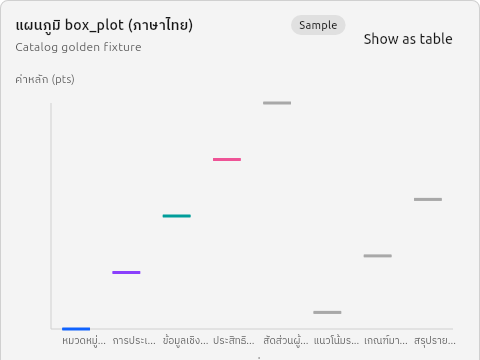 แผนภูมิ box_plot (ภาษาไทย)
Sample
Catalog golden fixture
Show as table
ค่าหลัก (pts)
หมวดหมู่... การประเ... ข้อมูลเชิง... ประสิทธิ... สัดส่วนผู้... แนวโน้มร... เกณฑ์มา... สรุปราย...